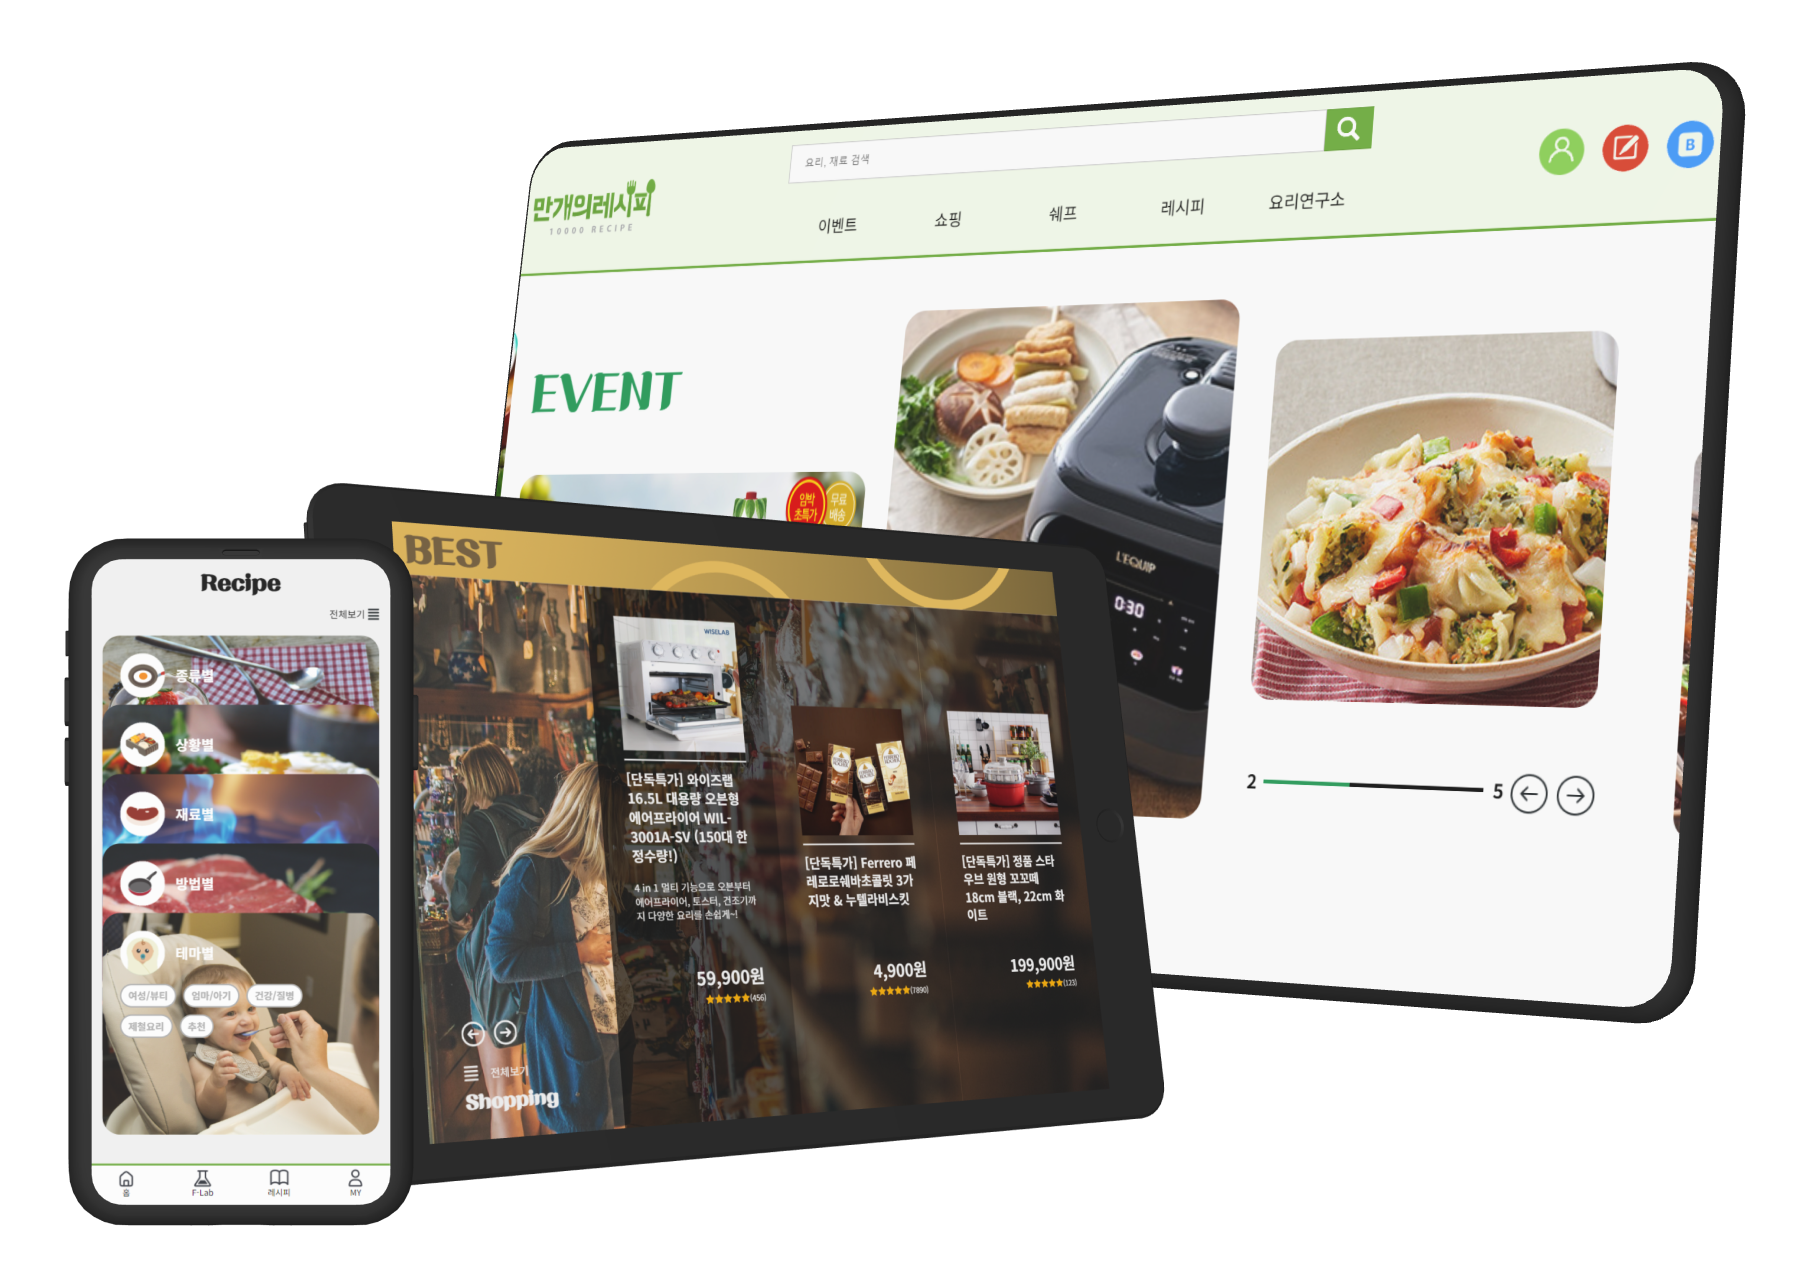 요리, 재료 검색
B
만개의레시피
10000 RECIPE
이벤트
쇼핑
쉐프
레시피
요리연구소
EVENT
임박
초특가
무료
배송
L'EQUIP
0:30
2
5
BEST
WISELAB
[단독특가] 와이즈랩
16.5L 대용량 오븐형
에어프라이어 WIL-
3001A-SV (150대 한
정수량!)
4 in 1 멀티 기능으로 오븐부터
에어프라이어, 토스터, 건조기까
지 다양한 요리를 손쉽게~!
59,900원
(456)
[단독특가] Ferrero 페
레로로쉐바초콜릿 3가
지맛 & 누텔라비스킷
4,900원
(7890)
[단독특가] 정품 스타
우브 원형 꼬꼬떼
18cm 블랙, 22cm 화
이트
199,900원
(123)
전체보기
Shopping
Recipe
전체보기
종류별
상황별
재료별
방법별
테마별
여성/뷰티
엄마/아기
건강/질병
제철요리
추천
홈
F-Lab
레시피
MY